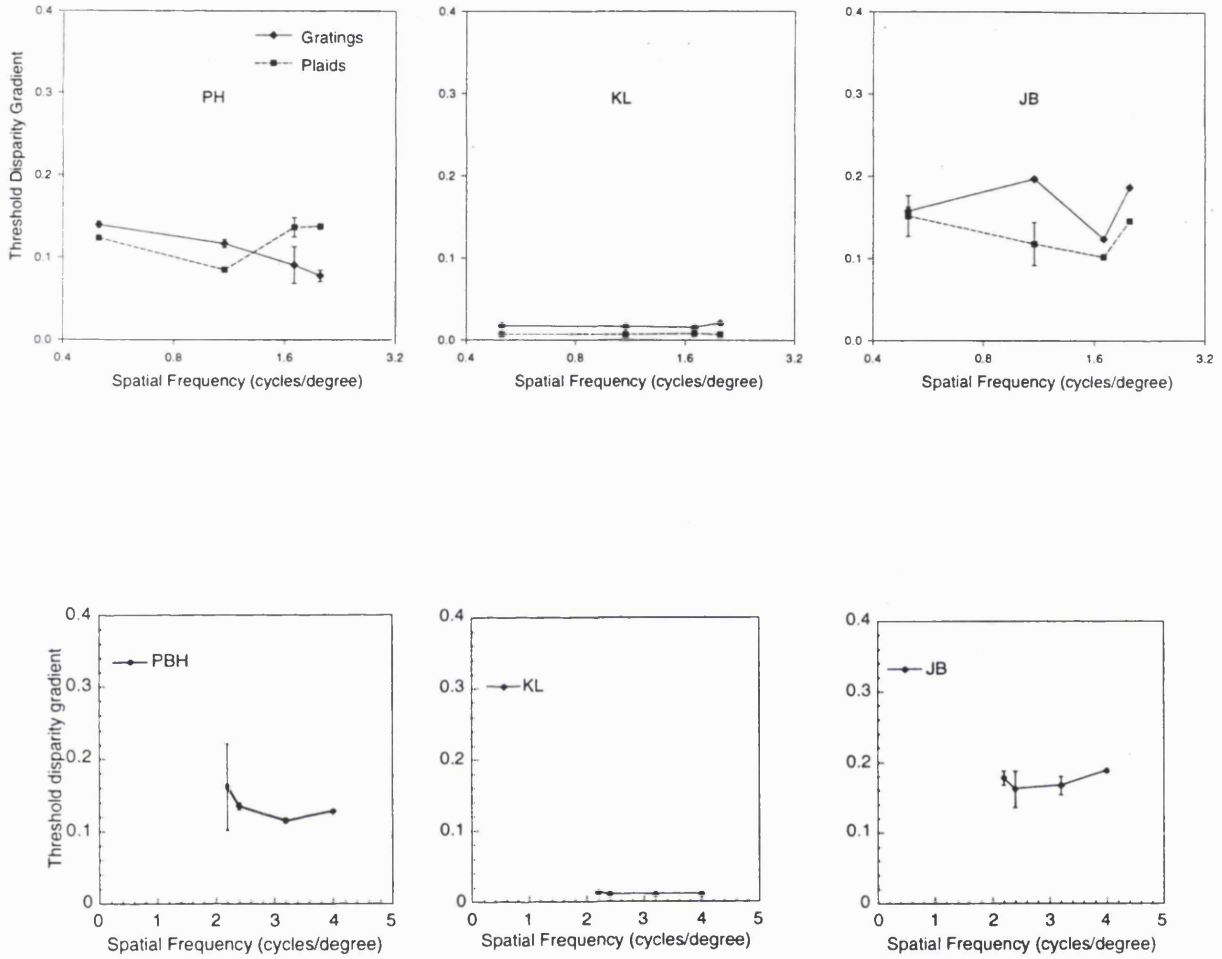 Threshold Disparity Gradient
0.4
0.3
0.2
0.1
0.0
Gratings
Plaids
PH
0.4 0.8 1.6 3.2
Spatial Frequency (cycles/degree)
0.4
0.3
0.2
0.1
0.0
KL
0.4 0.8 1.6 3.2
Spatial Frequency (cycles/degree)
0.4
0.3
0.2
0.1
0.0
JB
0.4 0.8 1.6 3.2
Spatial Frequency (cycles/degree)
Threshold disparity gradient
0.4
0.3
0.2
0.1
0
PBH
0 1 2 3 4 5
Spatial Frequency (cycles/degree)
0.4
0.3
0.2
0.1
0
KL
0 1 2 3 4 5
Spatial Frequency (cycles/degree)
0.4
0.3
0.2
0.1
0
JB
0 1 2 3 4 5
Spatial Frequency (cycles/degree)